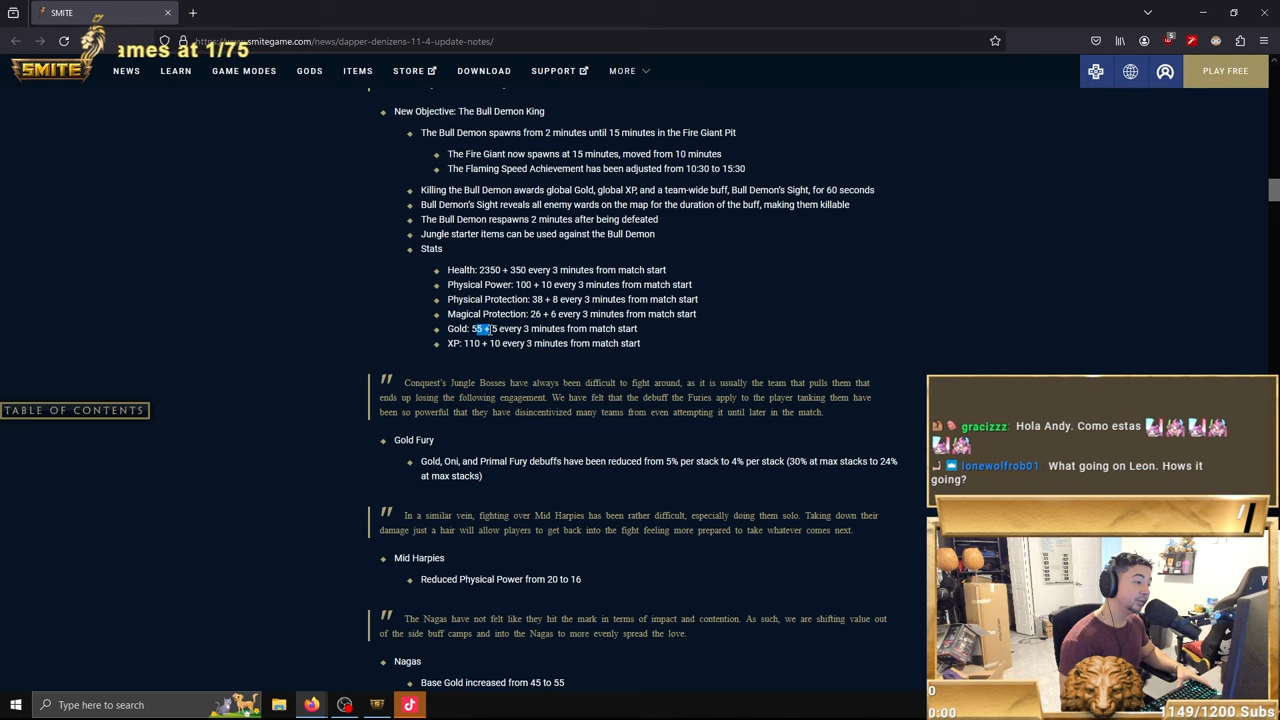 SMITE
ames at 1/75
https://www.smitegame.com/news/dapper-denizens-11-4-update-notes/
SMITE
NEWS LEARN GAME MODES GODS ITEMS STORE DOWNLOAD SUPPORT MORE PLAY FREE
New Objective: The Bull Demon King
The Bull Demon spawns from 2 minutes until 15 minutes in the Fire Giant Pit
The Fire Giant now spawns at 15 minutes, moved from 10 minutes
The Flaming Speed Achievement has been adjusted from 10:30 to 15:30
Killing the Bull Demon awards global Gold, global XP, and a team-wide buff, Bull Demon's Sight, for 60 seconds
Bull Demon's Sight reveals all enemy wards on the map for the duration of the buff, making them killable
The Bull Demon respawns 2 minutes after being defeated
Jungle starter items can be used against the Bull Demon
Stats
Health: 2350 + 350 every 3 minutes from match start
Physical Power: 100 + 10 every 3 minutes from match start
Physical Protection: 38 + 8 every 3 minutes from match start
Magical Protection: 26 + 6 every 3 minutes from match start
Gold: 55 + 5 every 3 minutes from match start
XP: 110 + 10 every 3 minutes from match start
" Conquest's Jungle Bosses have always been difficult to fight around, as it is usually the team that pulls them that
ends up losing the following engagement. We have felt that the debuff the Furies apply to the player tanking them have
been so powerful that they have disincentivized many teams from even attempting it until later in the match.
TABLE OF CONTENTS
Gold Fury
Gold, Oni, and Primal Fury debuffs have been reduced from 5% per stack to 4% per stack (30% at max stacks to 24%
at max stacks)
" In a similar vein, fighting over Mid Harpies has been rather difficult, especially doing them solo. Taking down their
damage just a hair will allow players to get back into the fight feeling more prepared to take whatever comes next.
Mid Harpies
Reduced Physical Power from 20 to 16
" The Nagas have not felt like they hit the mark in terms of impact and contention. As such, we are shifting value out
of the side buff camps and into the Nagas to more evenly spread the love.
Nagas
Base Gold increased from 45 to 55
gracizzz: Hola Andy. Como estas
lonewolfrob01: What going on Leon. Hows it
going?
0
0:00
1149/1200 Subs
Type here to search